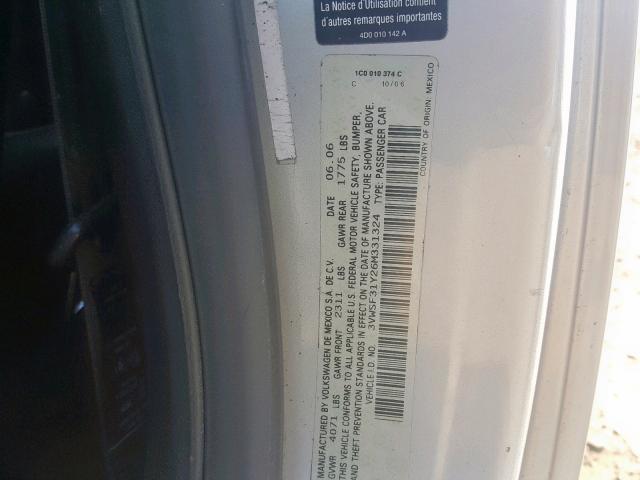 La Notice d'Utilisation contient
d'autres remarques importantes
4D0 010 142 A
1C0 010 374 C
C 10/06
MANUFACTURED BY VOLKSWAGEN DE MEXICO S.A. DE C.V. DATE 06.06
GVWR 4071 LBS GAWR FRONT 2311 LBS GAWR REAR 1775 LBS
THIS VEHICLE CONFORMS TO ALL APPLICABLE U.S. FEDERAL MOTOR VEHICLE SAFETY, BUMPER,
AND THEFT PREVENTION STANDARDS IN EFFECT ON THE DATE OF MANUFACTURE SHOWN ABOVE.
VEHICLE I.D. NO. 3VWSF31Y26M331324 TYPE: PASSENGER CAR
COUNTRY OF ORIGIN: MEXICO